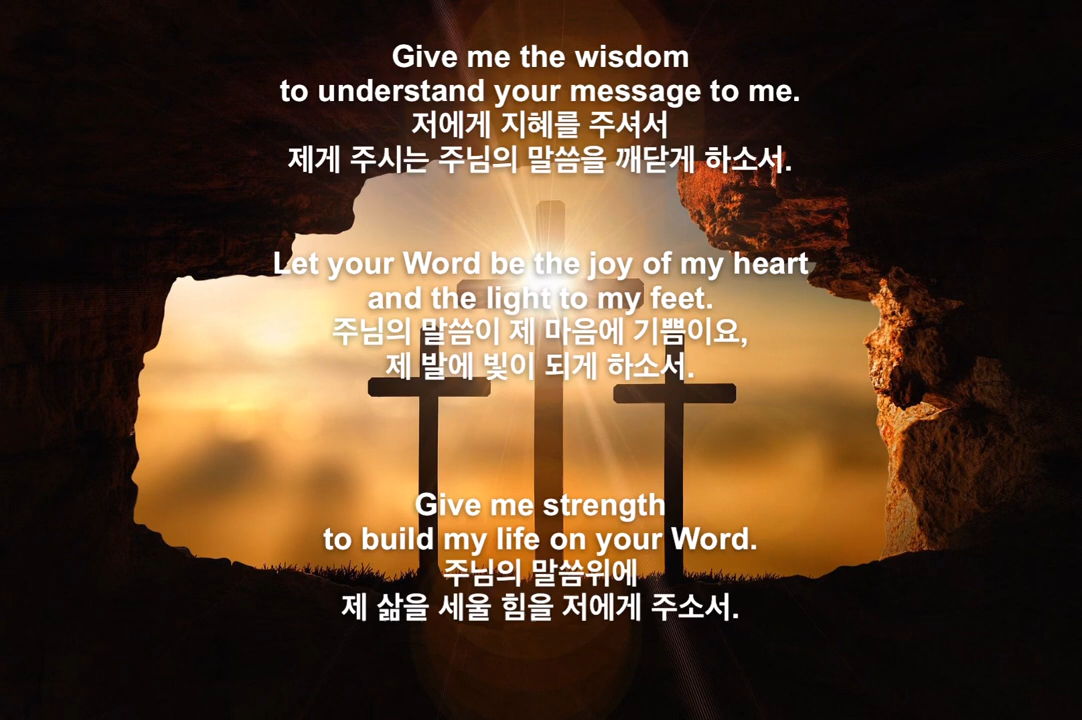 Give me the wisdom
to understand your message to me.
저에게 지혜를 주셔서
제게 주시는 주님의 말씀을 깨닫게 하소서.
Let your Word be the joy of my heart
and the light to my feet.
주님의 말씀이 제 마음에 기쁨이요,
제 발에 빛이 되게 하소서.
Give me strength
to build my life on your Word.
주님의 말씀위에
제 삶을 세울 힘을 저에게 주소서.